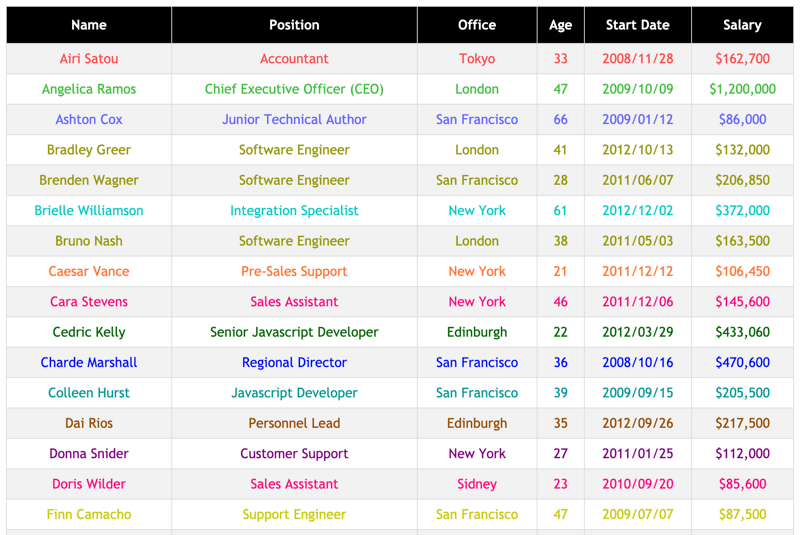 Name Position Office Age Start Date Salary
Airi Satou Accountant Tokyo 33 2008/11/28 $162,700
Angelica Ramos Chief Executive Officer (CEO) London 47 2009/10/09 $1,200,000
Ashton Cox Junior Technical Author San Francisco 66 2009/01/12 $86,000
Bradley Greer Software Engineer London 41 2012/10/13 $132,000
Brenden Wagner Software Engineer San Francisco 28 2011/06/07 $206,850
Brielle Williamson Integration Specialist New York 61 2012/12/02 $372,000
Bruno Nash Software Engineer London 38 2011/05/03 $163,500
Caesar Vance Pre-Sales Support New York 21 2011/12/12 $106,450
Cara Stevens Sales Assistant New York 46 2011/12/06 $145,600
Cedric Kelly Senior Javascript Developer Edinburgh 22 2012/03/29 $433,060
Charde Marshall Regional Director San Francisco 36 2008/10/16 $470,600
Colleen Hurst Javascript Developer San Francisco 39 2009/09/15 $205,500
Dai Rios Personnel Lead Edinburgh 35 2012/09/26 $217,500
Donna Snider Customer Support New York 27 2011/01/25 $112,000
Doris Wilder Sales Assistant Sidney 23 2010/09/20 $85,600
Finn Camacho Support Engineer San Francisco 47 2009/07/07 $87,500